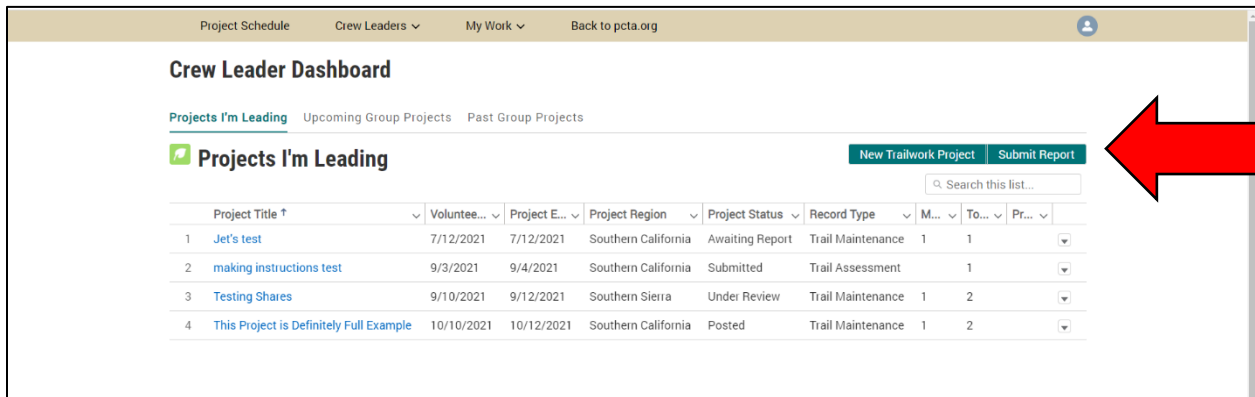 Project Schedule Crew Leaders My Work Back to pcta.org
Crew Leader Dashboard
Projects I'm Leading Upcoming Group Projects Past Group Projects
Projects I'm Leading New Trailwork Project Submit Report
Search this list...
Project Title ↑ Voluntee... Project E... Project Region Project Status Record Type M... To... Pr...
1 Jet's test 7/12/2021 7/12/2021 Southern California Awaiting Report Trail Maintenance 1 1
2 making instructions test 9/3/2021 9/4/2021 Southern California Submitted Trail Assessment 1
3 Testing Shares 9/10/2021 9/12/2021 Southern Sierra Under Review Trail Maintenance 1 2
4 This Project is Definitely Full Example 10/10/2021 10/12/2021 Southern California Posted Trail Maintenance 1 2